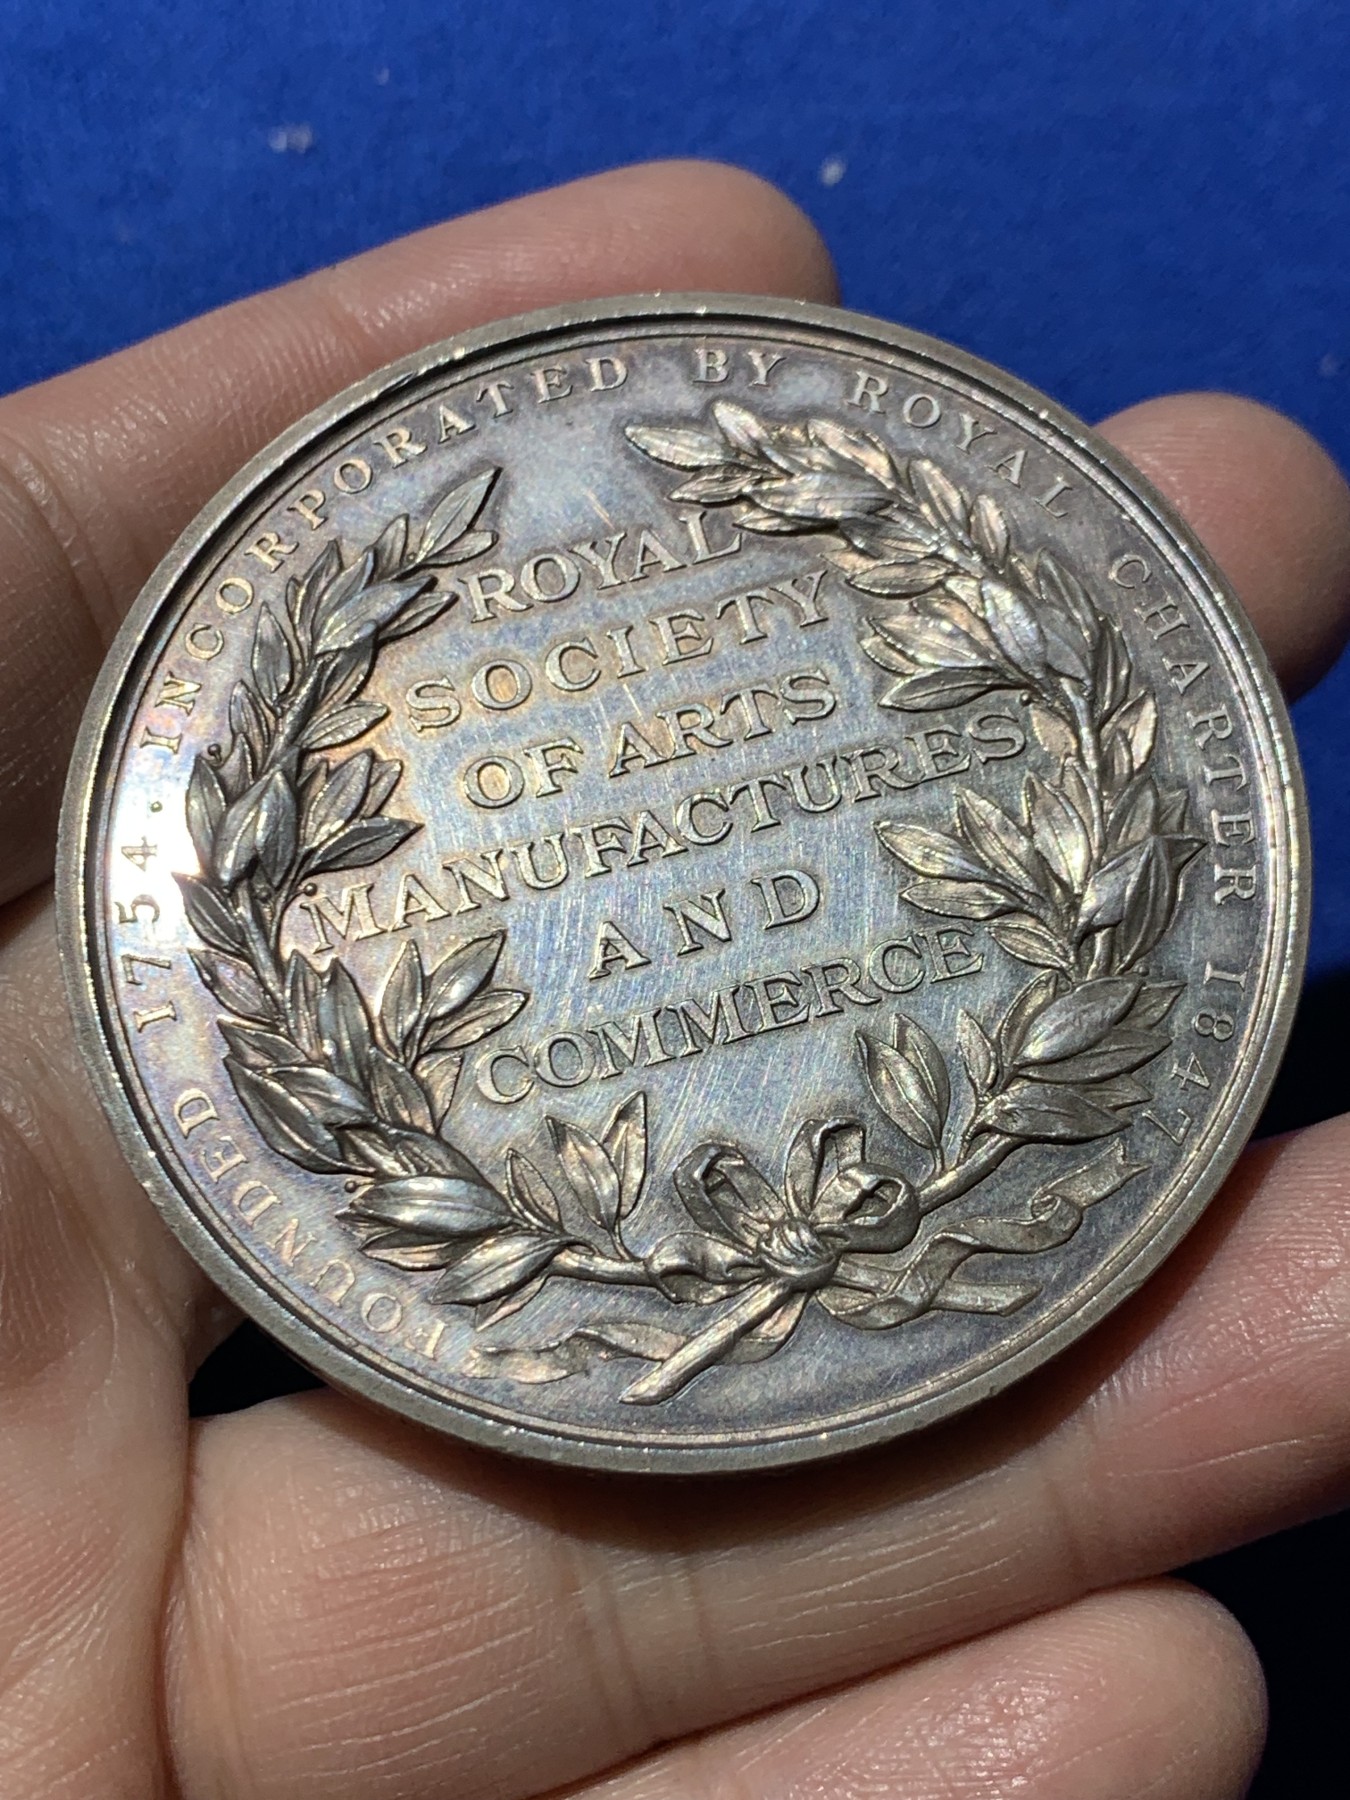 FOUNDED 1754. INCORPORATED BY ROYAL CHARTER 1847
ROYAL
SOCIETY
OF ARTS
MANUFACTURES
AND
COMMERCE